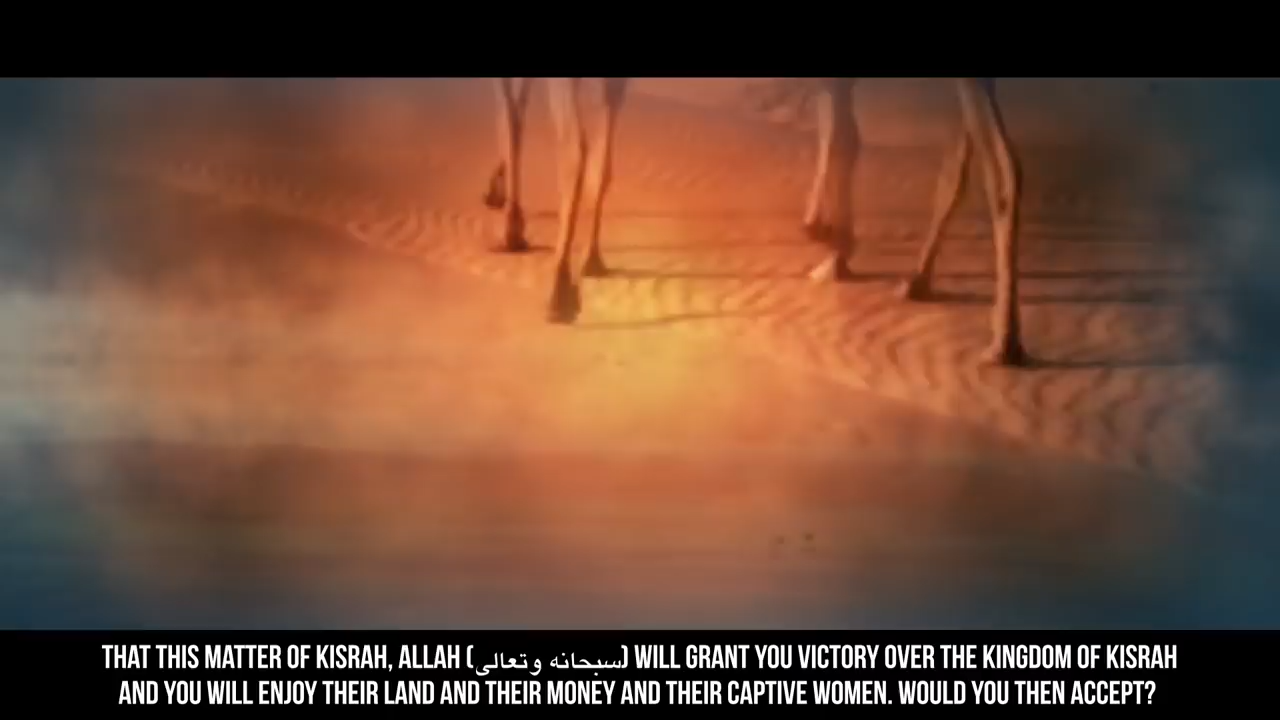 THAT THIS MATTER OF KISRAH, ALLAH (سبحانه وتعالى) WILL GRANT YOU VICTORY OVER THE KINGDOM OF KISRAH
AND YOU WILL ENJOY THEIR LAND AND THEIR MONEY AND THEIR CAPTIVE WOMEN. WOULD YOU THEN ACCEPT?